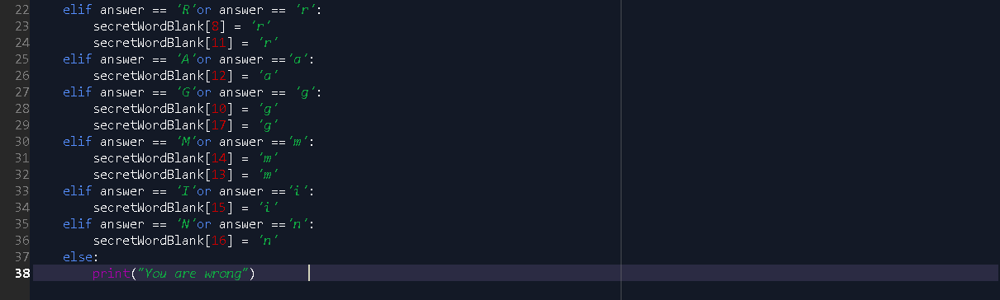 22 elif answer == 'R'or answer == 'r':
23 secretWordBlank[8] = 'r'
24 secretWordBlank[11] = 'r'
25 elif answer == 'A'or answer =='a':
26 secretWordBlank[12] = 'a'
27 elif answer == 'G'or answer == 'g':
28 secretWordBlank[10] = 'g'
29 secretWordBlank[17] = 'g'
30 elif answer == 'M'or answer =='m':
31 secretWordBlank[14] = 'm'
32 secretWordBlank[13] = 'm'
33 elif answer == 'I'or answer =='i':
34 secretWordBlank[15] = 'i'
35 elif answer == 'N'or answer =='n':
36 secretWordBlank[16] = 'n'
37 else:
38 print("You are wrong")